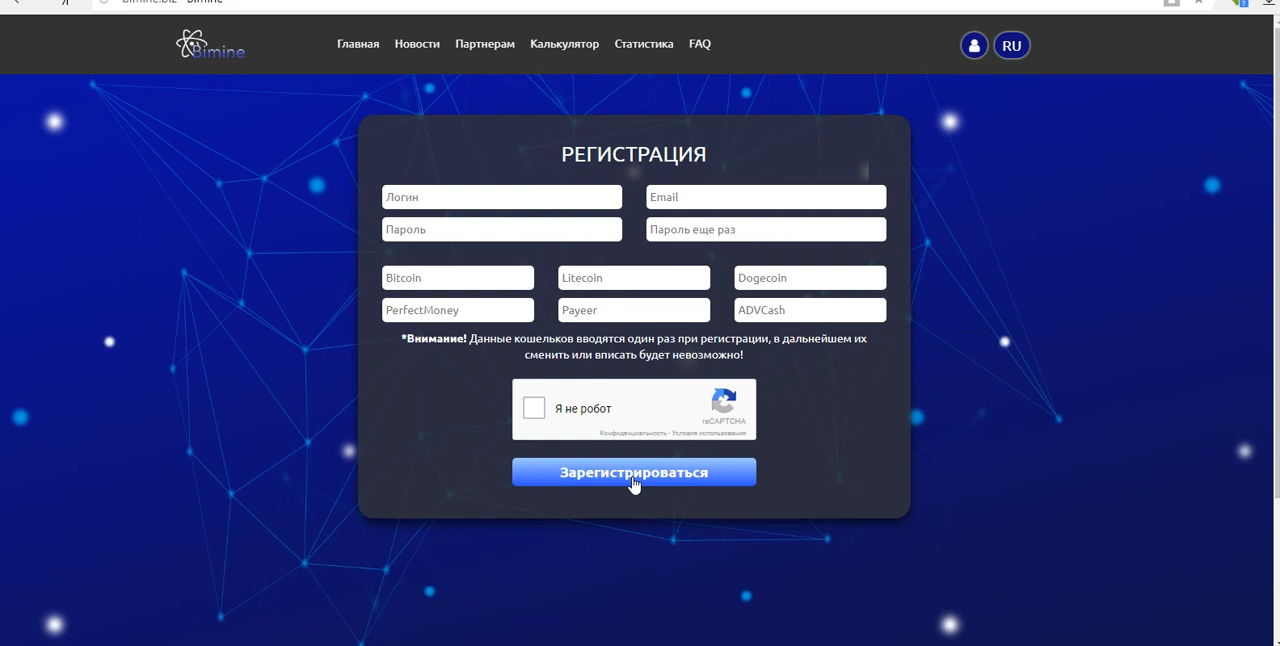 Bimine
Главная Новости Партнерам Калькулятор Статистика FAQ
RU
РЕГИСТРАЦИЯ
Логин
Email
Пароль
Пароль еще раз
Bitcoin
Litecoin
Dogecoin
PerfectMoney
Payeer
ADVCash
*Внимание! Данные кошельков вводятся один раз при регистрации, в дальнейшем их
сменить или вписать будет невозможно!
Я не робот
reCAPTCHA
Конфиденциальность - Условия использования
Зарегистрироваться